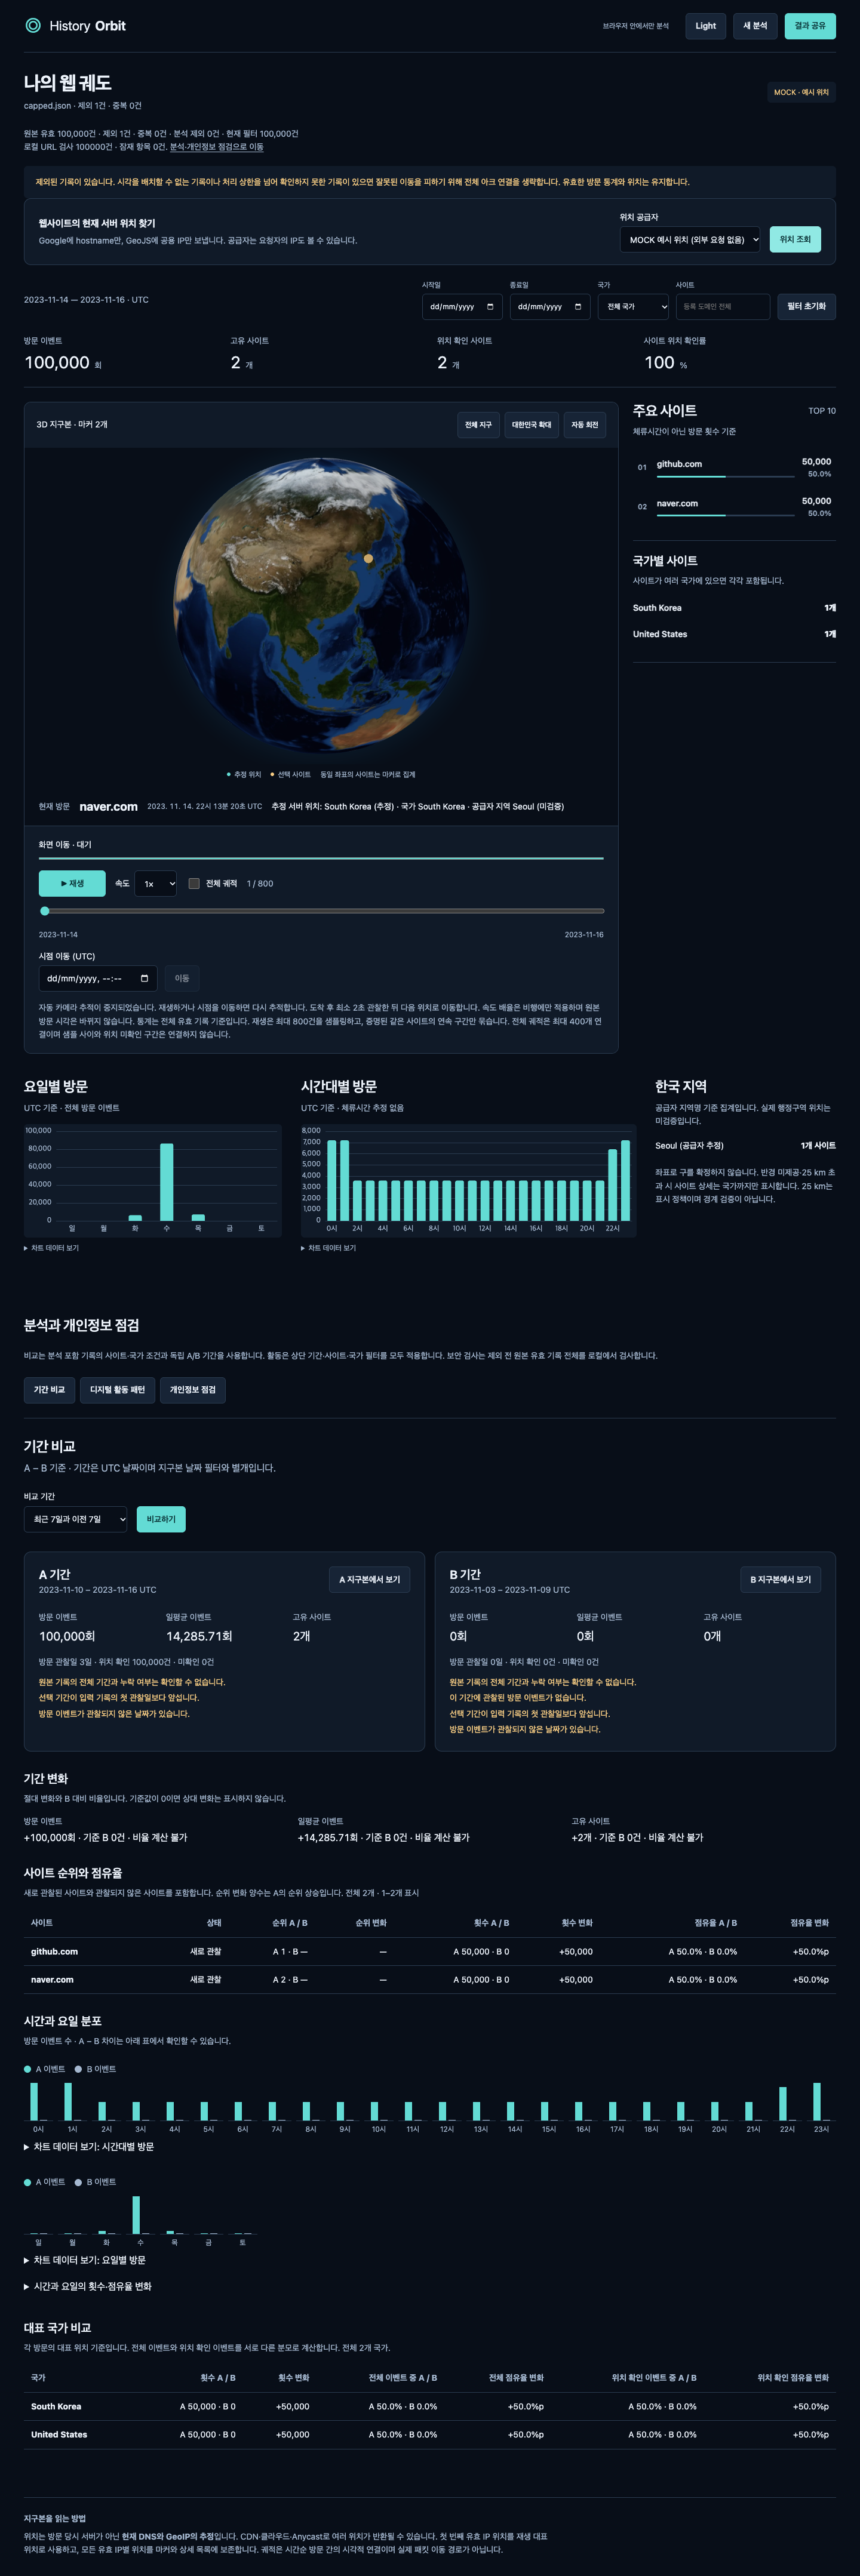 History Orbit
브라우저 안에서만 분석
Light
새 분석
결과 공유
나의 웹 궤도
capped.json · 제외 1건 · 중복 0건
MOCK · 예시 위치
원본 유효 100,000건 · 제외 1건 · 중복 0건 · 분석 제외 0건 · 현재 필터 100,000건
로컬 URL 검사 100000건 · 잠재 항목 0건. 분석·개인정보 점검으로 이동
제외된 기록이 있습니다. 시각을 배치할 수 없는 기록이나 처리 상한을 넘어 확인하지 못한 기록이 있으면 잘못된 이동을 피하기 위해 전체 아크 연결을 생략합니다. 유효한 방문 통계와 위치는 유지합니다.
웹사이트의 현재 서버 위치 찾기
Google에 hostname만, GeoJS에 공용 IP만 보냅니다. 공급자는 요청자의 IP도 볼 수 있습니다.
위치 공급자
MOCK 예시 위치 (외부 요청 없음)
위치 조회
2023-11-14 — 2023-11-16 · UTC
시작일
dd/mm/yyyy
종료일
dd/mm/yyyy
국가
전체 국가
사이트
등록 도메인 전체
필터 초기화
방문 이벤트
100,000 회
고유 사이트
2 개
위치 확인 사이트
2 개
사이트 위치 확인률
100 %
3D 지구본 · 마커 2개
전체 지구
대한민국 확대
자동 회전
추정 위치
선택 사이트
동일 좌표의 사이트는 마커로 집계
현재 방문 naver.com 2023. 11. 14. 22시 13분 20초 UTC 추정 서버 위치: South Korea (추정) · 국가 South Korea · 공급자 지역 Seoul (미검증)
화면 이동 · 대기
▶ 재생
속도
1×
전체 궤적
1 / 800
2023-11-14
2023-11-16
시점 이동 (UTC)
dd/mm/yyyy, --:--
이동
자동 카메라 추적이 중지되었습니다. 재생하거나 시점을 이동하면 다시 추적합니다. 도착 후 최소 2초 관찰한 뒤 다음 위치로 이동합니다. 속도 배율은 비행에만 적용하며 원본
방문 시각은 바뀌지 않습니다. 통계는 전체 유효 기록 기준입니다. 재생은 최대 800건을 샘플링하고, 증명된 같은 사이트의 연속 구간만 묶습니다. 전체 궤적은 최대 400개 연
결이며 샘플 사이와 위치 미확인 구간은 연결하지 않습니다.
주요 사이트
TOP 10
체류시간이 아닌 방문 횟수 기준
01 github.com 50,000
50.0%
02 naver.com 50,000
50.0%
국가별 사이트
사이트가 여러 국가에 있으면 각각 포함됩니다.
South Korea 1개
United States 1개
요일별 방문
UTC 기준 · 전체 방문 이벤트
100,000
80,000
60,000
40,000
20,000
0
일 월 화 수 목 금 토
▶ 차트 데이터 보기
시간대별 방문
UTC 기준 · 체류시간 추정 없음
8,000
7,000
6,000
5,000
4,000
3,000
2,000
1,000
0
0시 2시 4시 6시 8시 10시 12시 14시 16시 18시 20시 22시
▶ 차트 데이터 보기
한국 지역
공급자 지역명 기준 집계입니다. 실제 행정구역 위치는
미검증입니다.
Seoul (공급자 추정) 1개 사이트
좌표로 구를 확정하지 않습니다. 반경 미제공·25 km 초
과 시 사이트 상세는 국가까지만 표시합니다. 25 km는
표시 정책이며 경계 검증이 아닙니다.
분석과 개인정보 점검
비교는 분석 포함 기록의 사이트·국가 조건과 독립 A/B 기간을 사용합니다. 활동은 상단 기간·사이트·국가 필터를 모두 적용합니다. 보안 검사는 제외 전 원본 유효 기록 전체를 로컬에서 검사합니다.
기간 비교
디지털 활동 패턴
개인정보 점검
기간 비교
A − B 기준 · 기간은 UTC 날짜이며 지구본 날짜 필터와 별개입니다.
비교 기간
최근 7일과 이전 7일
비교하기
A 기간
2023-11-10 – 2023-11-16 UTC
A 지구본에서 보기
방문 이벤트 일평균 이벤트 고유 사이트
100,000회 14,285.71회 2개
방문 관찰일 3일 · 위치 확인 100,000건 · 미확인 0건
원본 기록의 전체 기간과 누락 여부는 확인할 수 없습니다.
선택 기간이 입력 기록의 첫 관찰일보다 앞섭니다.
방문 이벤트가 관찰되지 않은 날짜가 있습니다.
B 기간
2023-11-03 – 2023-11-09 UTC
B 지구본에서 보기
방문 이벤트 일평균 이벤트 고유 사이트
0회 0회 0개
방문 관찰일 0일 · 위치 확인 0건 · 미확인 0건
원본 기록의 전체 기간과 누락 여부는 확인할 수 없습니다.
이 기간에 관찰된 방문 이벤트가 없습니다.
선택 기간이 입력 기록의 첫 관찰일보다 앞섭니다.
방문 이벤트가 관찰되지 않은 날짜가 있습니다.
기간 변화
절대 변화와 B 대비 비율입니다. 기준값이 0이면 상대 변화는 표시하지 않습니다.
방문 이벤트 일평균 이벤트 고유 사이트
+100,000회 · 기준 B 0건 · 비율 계산 불가 +14,285.71회 · 기준 B 0건 · 비율 계산 불가 +2개 · 기준 B 0건 · 비율 계산 불가
사이트 순위와 점유율
새로 관찰된 사이트와 관찰되지 않은 사이트를 포함합니다. 순위 변화 양수는 A의 순위 상승입니다. 전체 2개 · 1–2개 표시
사이트 상태 순위 A / B 순위 변화 횟수 A / B 횟수 변화 점유율 A / B 점유율 변화
github.com 새로 관찰 A 1 · B — — A 50,000 · B 0 +50,000 A 50.0% · B 0.0% +50.0%p
naver.com 새로 관찰 A 2 · B — — A 50,000 · B 0 +50,000 A 50.0% · B 0.0% +50.0%p
시간과 요일 분포
방문 이벤트 수 · A − B 차이는 아래 표에서 확인할 수 있습니다.
A 이벤트 B 이벤트
0시 1시 2시 3시 4시 5시 6시 7시 8시 9시 10시 11시 12시 13시 14시 15시 16시 17시 18시 19시 20시 21시 22시 23시
▶ 차트 데이터 보기: 시간대별 방문
A 이벤트 B 이벤트
일 월 화 수 목 금 토
▶ 차트 데이터 보기: 요일별 방문
▶ 시간과 요일의 횟수·점유율 변화
대표 국가 비교
각 방문의 대표 위치 기준입니다. 전체 이벤트와 위치 확인 이벤트를 서로 다른 분모로 계산합니다. 전체 2개 국가.
국가 횟수 A / B 횟수 변화 전체 이벤트 중 A / B 전체 점유율 변화 위치 확인 이벤트 중 A / B 위치 확인 점유율 변화
South Korea A 50,000 · B 0 +50,000 A 50.0% · B 0.0% +50.0%p A 50.0% · B 0.0% +50.0%p
United States A 50,000 · B 0 +50,000 A 50.0% · B 0.0% +50.0%p A 50.0% · B 0.0% +50.0%p
지구본을 읽는 방법
위치는 방문 당시 서버가 아닌 현재 DNS와 GeoIP의 추정입니다. CDN·클라우드·Anycast로 여러 위치가 반환될 수 있습니다. 첫 번째 유효 IP 위치를 재생 대표
위치로 사용하고, 모든 유효 IP별 위치를 마커와 상세 목록에 보존합니다. 궤적은 시간순 방문 간의 시각적 연결이며 실제 패킷 이동 경로가 아닙니다.